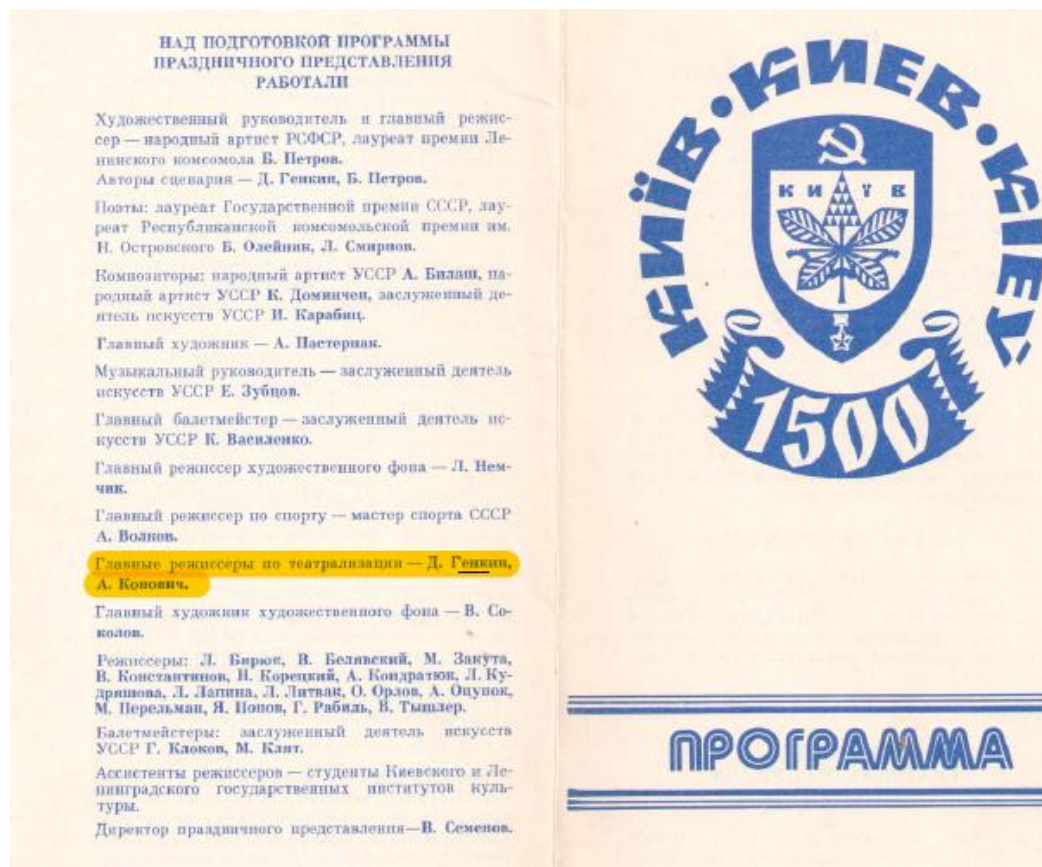 НАД ПОДГОТОВКОЙ ПРОГРАММЫ
ПРАЗДНИЧНОГО ПРЕДСТАВЛЕНИЯ
РАБОТАЛИ
Художественный руководитель и главный режис-
сер — народный артист РСФСР, лауреат премии Ле-
нинского комсомола Б. Петров.
Авторы сценария — Д. Генкин, Б. Петров.
Поэты: лауреат Государственной премии СССР, лау-
реат Республиканской комсомольской премии им.
Н. Островского Б. Олейник, Л. Смирнов.
Композиторы: народный артист УССР А. Билаш, на-
родный артист УССР К. Доминчен, заслуженный де-
ятель искусств УССР И. Карабиц.
Главный художник — А. Пастернак.
Музыкальный руководитель — заслуженный деятель
искусств УССР Е. Зубцов.
Главный балетмейстер — заслуженный деятель ис-
кусств УССР К. Василенко.
Главный режиссер художественного фона — Л. Нем-
чик.
Главный режиссер по спорту — мастер спорта СССР
А. Волков.
Главные режиссеры по театрализации — Д. Генкин,
А. Конович.
Главный художник художественного фона — В. Со-
колов.
Режиссеры: Л. Бирюк, В. Белявский, М. Закута,
В. Константинов, Н. Корецкий, А. Кондратюк, Л. Ку-
дряшова, Л. Лапина, Л. Литвак, О. Орлов, А. Оцупок,
М. Перельман, Я. Попов, Г. Рабиль, В. Тышлер.
Балетмейстеры: заслуженный деятель искусств
УССР Г. Клоков, М. Клят.
Ассистенты режиссеров — студенты Киевского и Ле-
нинградского государственных институтов куль-
туры.
Директор праздничного представления—В. Семенов.
КИЇВ • КИЕВ • KIEV
КИЇВ
1500
ПРОГРАММА